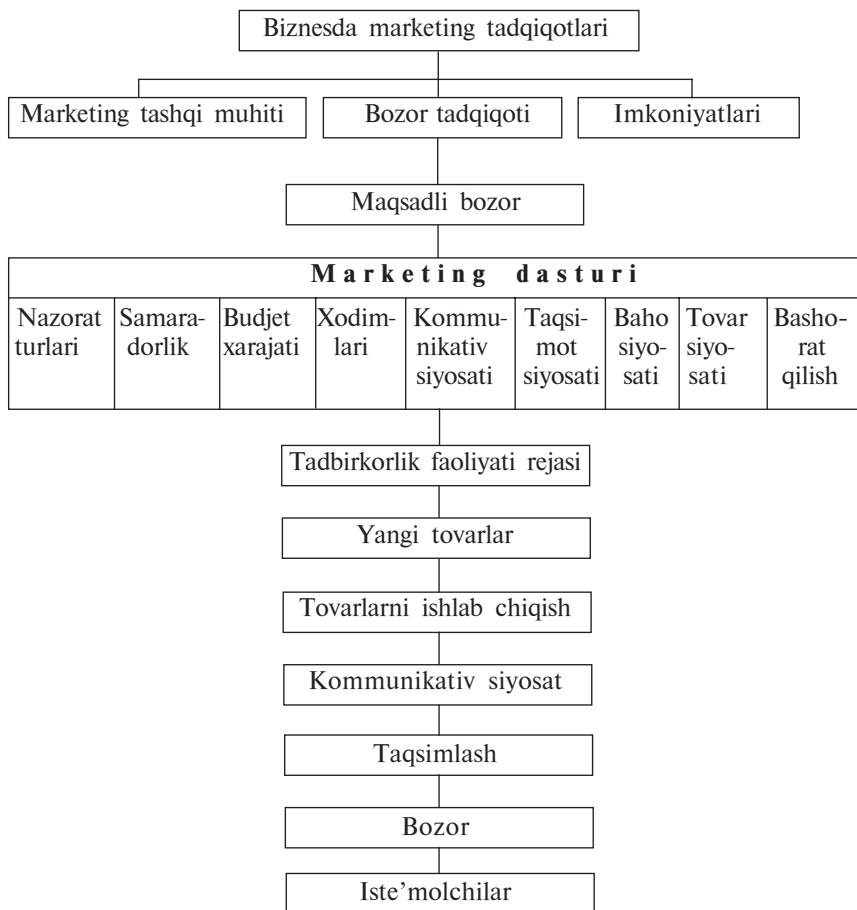 Biznesda marketing tadqiqotlari
Marketing tashqi muhiti
Bozor tadqiqoti
Imkoniyatlari
Maqsadli bozor
Marketing dasturi
Nazorat
turlari
Samara-
dorlik
Budjet
xarajati
Xodim-
lari
Kommu-
nikativ
siyosati
Taqsi-
mot
siyosati
Baho
siyo-
sati
Tovar
siyo-
sati
Basho-
rat
qilish
Tadbirkorlik faoliyati rejasi
Yangi tovarlar
Tovarlarni ishlab chiqish
Kommunikativ siyosat
Taqsimlash
Bozor
Iste’molchilar